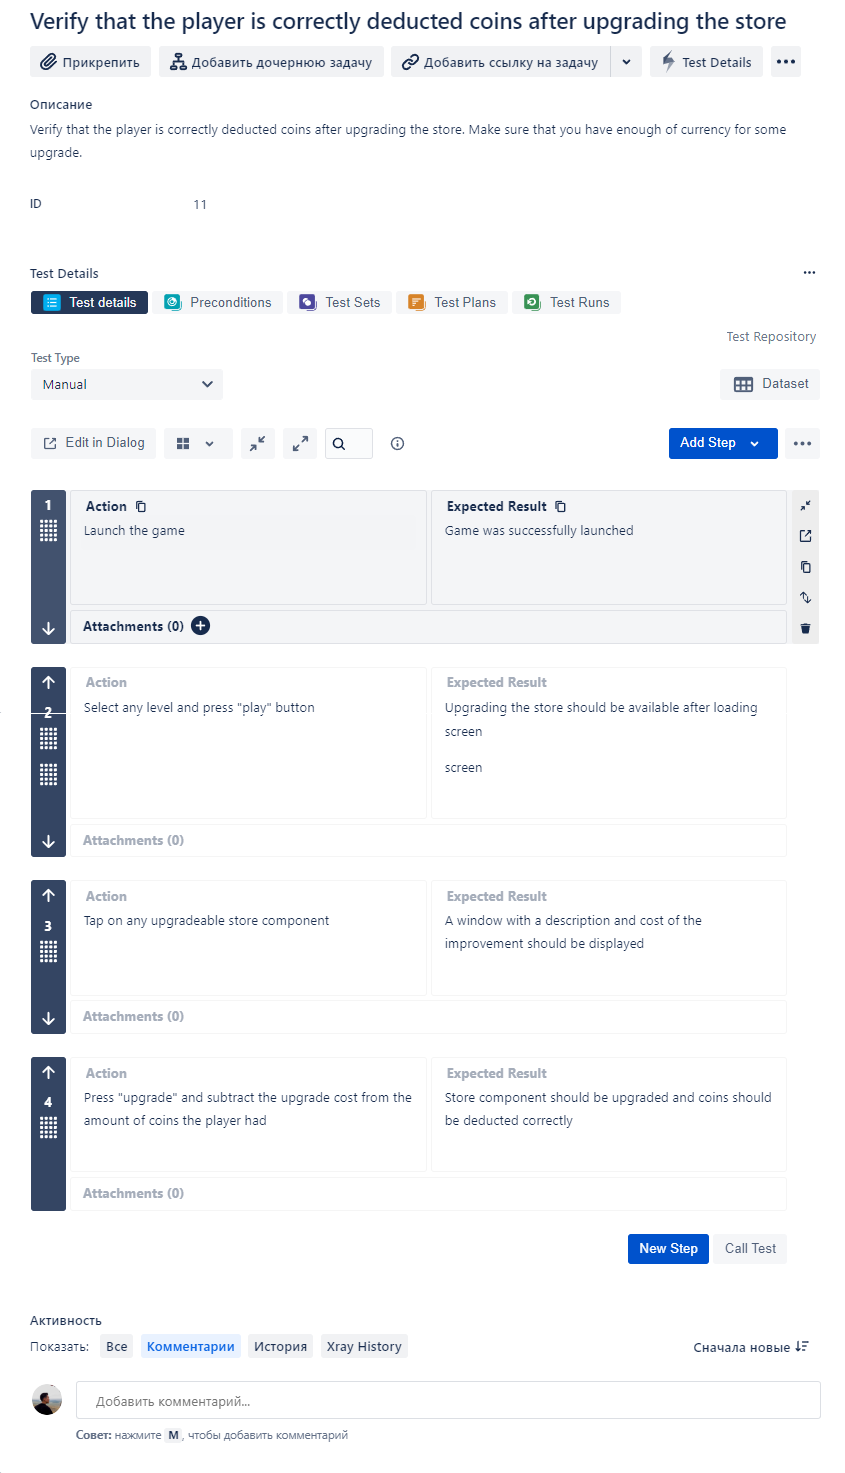 Verify that the player is correctly deducted coins after upgrading the store
Прикрепить
Добавить дочернюю задачу
Добавить ссылку на задачу
Test Details
Описание
Verify that the player is correctly deducted coins after upgrading the store. Make sure that you have enough of currency for some
upgrade.
ID 11
Test Details
Test details Preconditions Test Sets Test Plans Test Runs
Test Repository
Test Type
Manual
Dataset
Edit in Dialog
Add Step
1
Action Expected Result
Launch the game
Game was successfully launched
Attachments (0)
2
Action Expected Result
Select any level and press "play" button
Upgrading the store should be available after loading
screen
screen
Attachments (0)
3
Action Expected Result
Tap on any upgradeable store component
A window with a description and cost of the
improvement should be displayed
Attachments (0)
4
Action Expected Result
Press "upgrade" and subtract the upgrade cost from the
amount of coins the player had
Store component should be upgraded and coins should
be deducted correctly
Attachments (0)
New Step Call Test
Активность
Показать: Все Комментарии История Xray History
Сначала новые
Добавить комментарий...
Совет: нажмите M, чтобы добавить комментарий